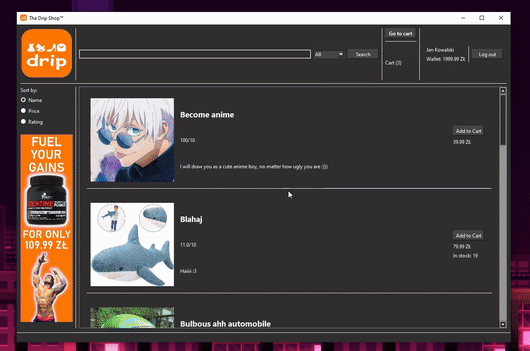 The Drip Shop™
drip
All
Search
Go to cart
Cart (3)
Jan Kowalski
Wallet: 1999.99 Zł
Log out
Sort by:
Name
Price
Rating
FUEL
YOUR
GAINS
FOR ONLY
109.99 ZŁ
Become anime
100/10
I will draw you as a cute anime boy, no matter how ugly you are :)))
Add to Cart
39.99 Zł
Blahaj
11.0/10
Haiiii :3
Add to Cart
79.99 Zł
In stock: 19
Bulbous ahh automobile